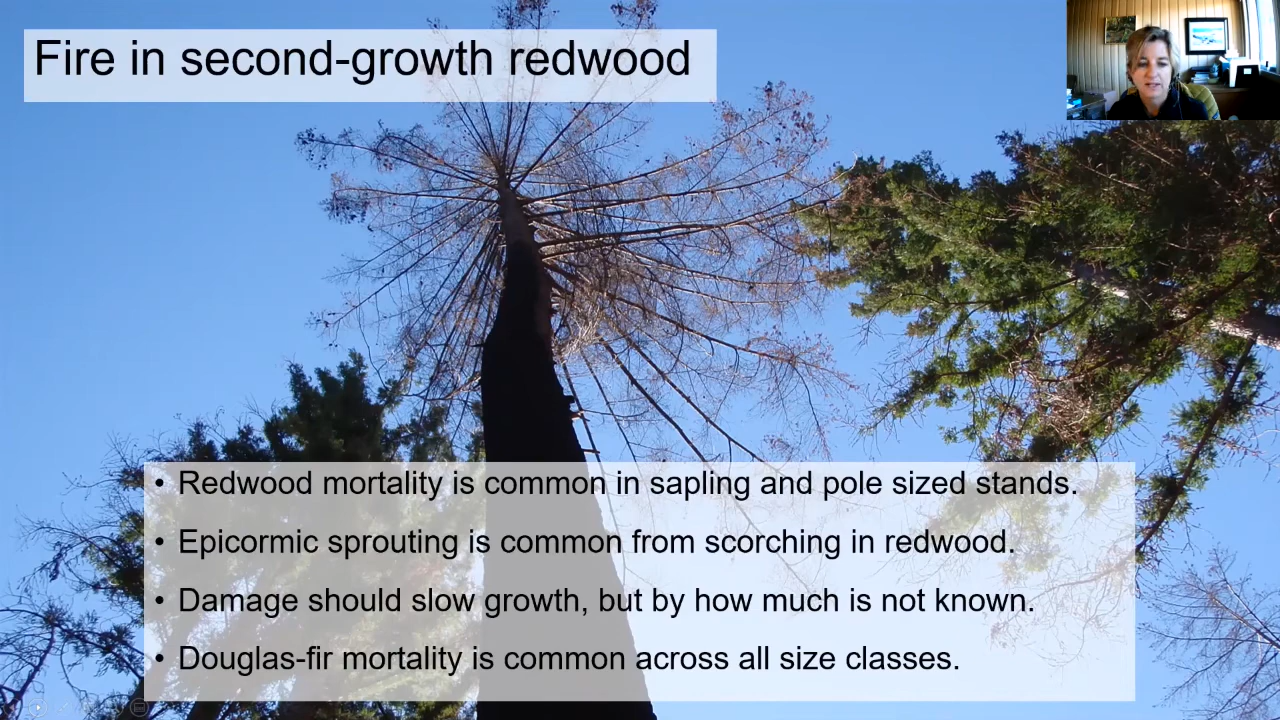 Fire in second-growth redwood
• Redwood mortality is common in sapling and pole sized stands.
• Epicormic sprouting is common from scorching in redwood.
• Damage should slow growth, but by how much is not known.
• Douglas-fir mortality is common across all size classes.